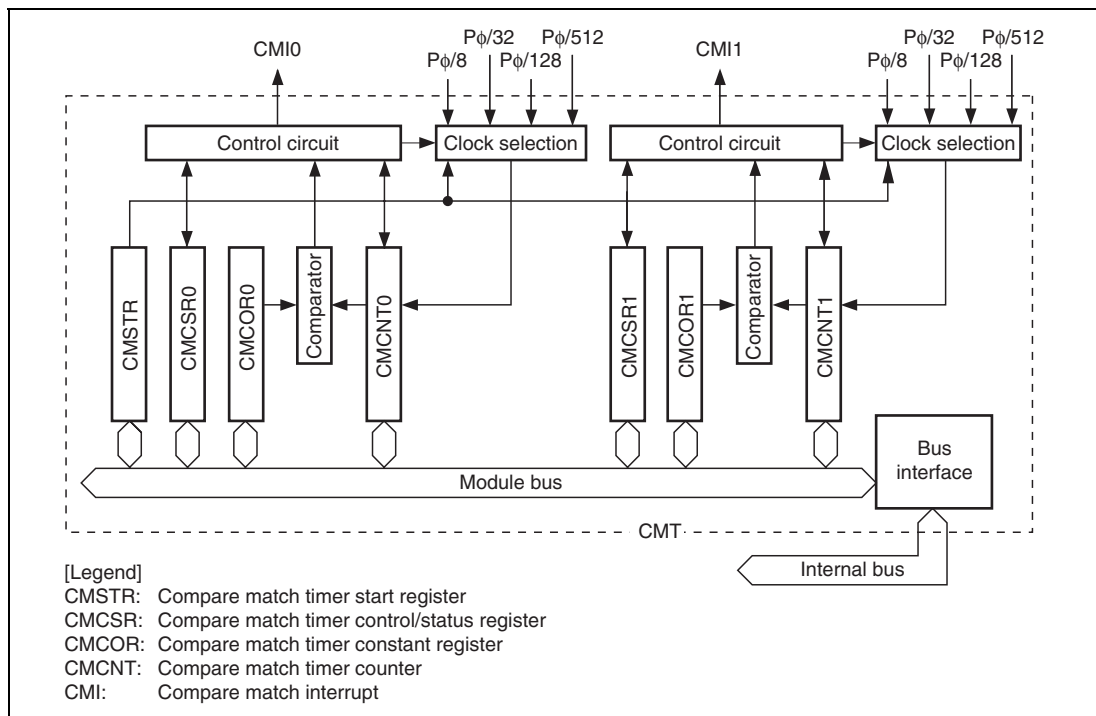 CMI0
Pφ/8
Pφ/32
Pφ/128
Pφ/512
CMI1
Pφ/8
Pφ/32
Pφ/128
Pφ/512
Control circuit
Clock selection
Control circuit
Clock selection
CMSTR
CMCSR0
CMCOR0
Comparator
CMCNT0
CMCSR1
CMCOR1
Comparator
CMCNT1
Module bus
Bus
interface
CMT
Internal bus
[Legend]
CMSTR: Compare match timer start register
CMCSR: Compare match timer control/status register
CMCOR: Compare match timer constant register
CMCNT: Compare match timer counter
CMI: Compare match interrupt